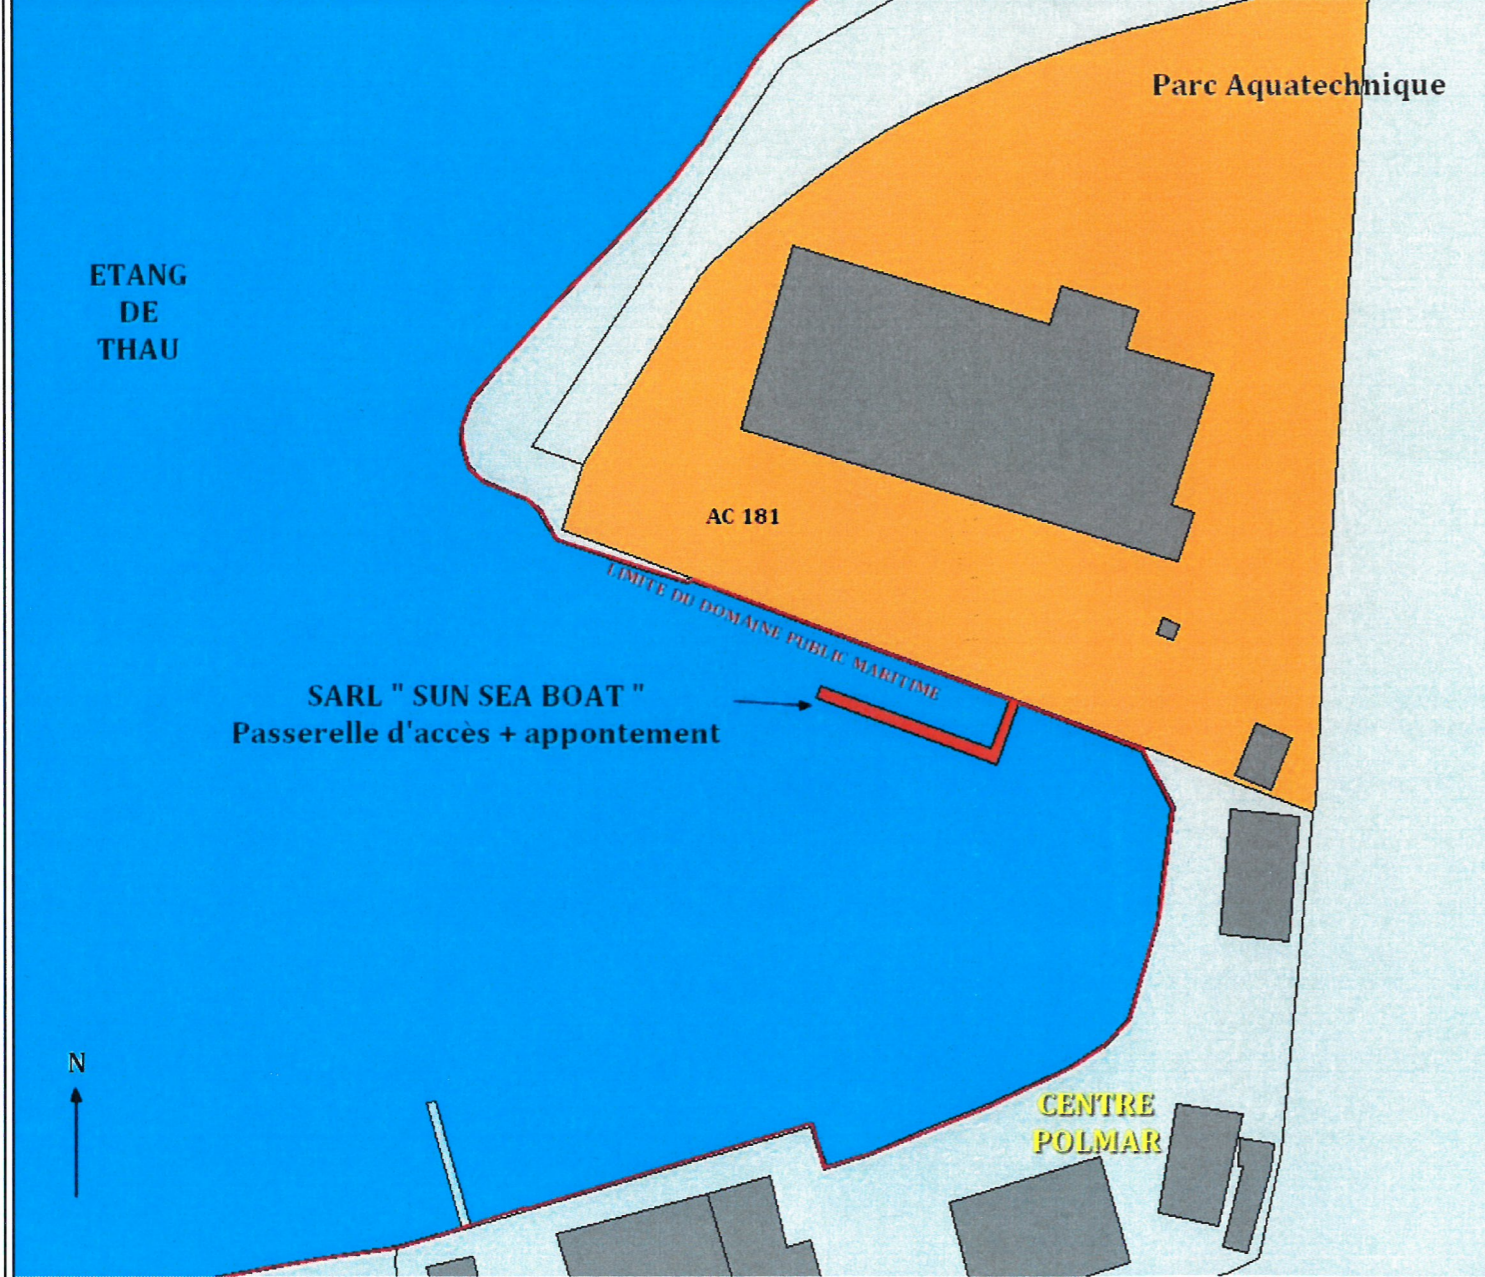 Parc Aquatechnique
ETANG
DE
THAU
AC 181
LIMITE DU DOMAINE PUBLIC MARITIME
SARL " SUN SEA BOAT "
Passerelle d'accès + appontement
N
CENTRE
POLMAR